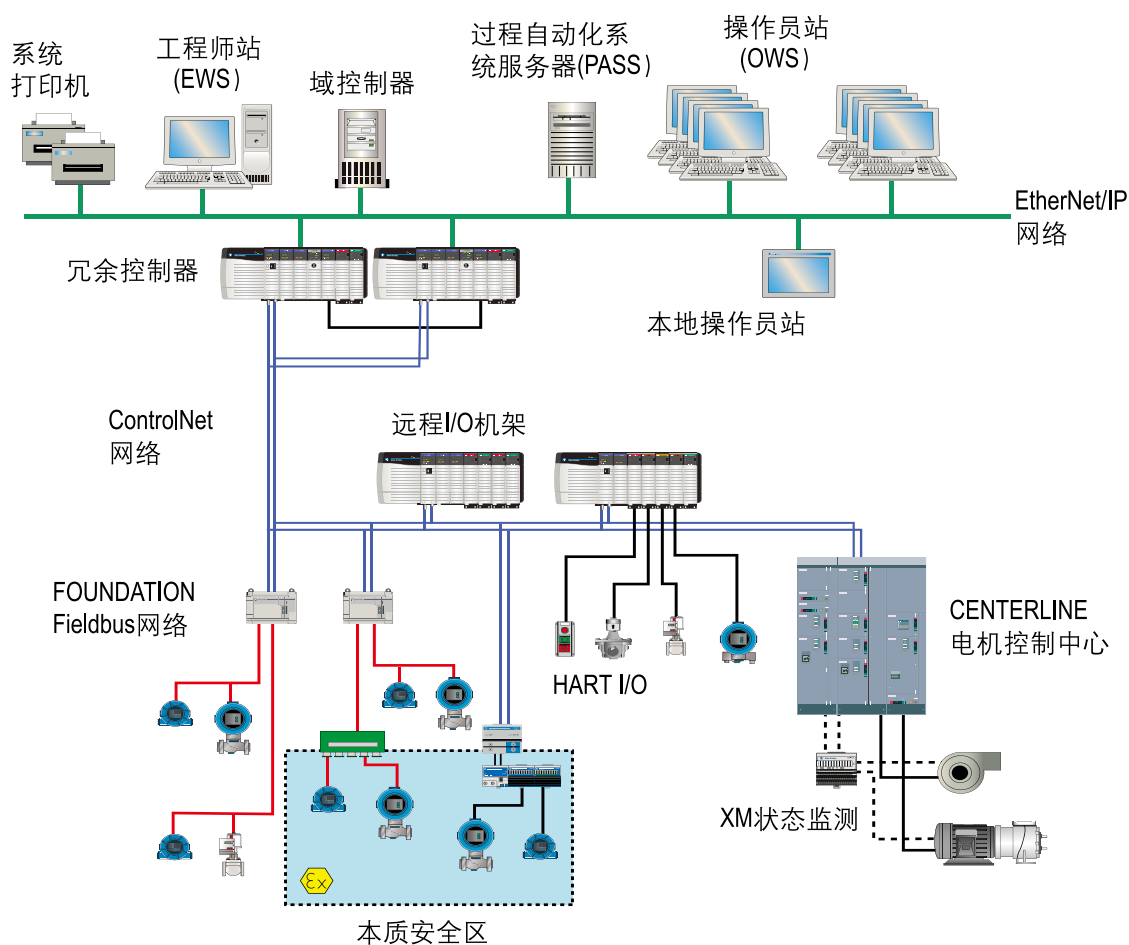 系统
打印机
工程师站
(EWS)
域控制器
过程自动化系
统服务器(PASS)
操作员站
(OWS)
EtherNet/IP
网络
冗余控制器
本地操作员站
ControlNet
网络
远程I/O机架
FOUNDATION
Fieldbus网络
HART I/O
CENTERLINE
电机控制中心
XM状态监测
Ex
本质安全区